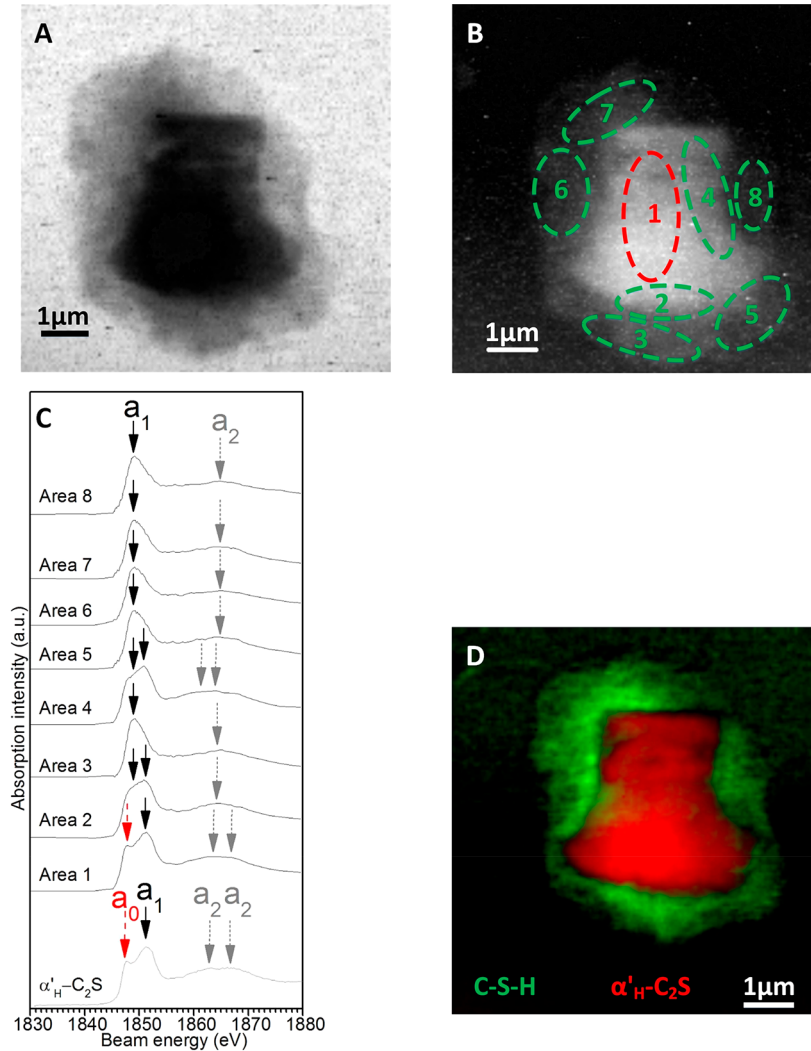 A
1µm
B
7
6
1
4
8
2
5
3
1µm
C
a1
a2
Area 8
Area 7
Area 6
Area 5
Area 4
Area 3
Area 2
Area 1
a0 a1 a2 a2
α'H–C2S
Absorption intensity (a.u.)
1830 1840 1850 1860 1870 1880
Beam energy (eV)
D
C-S-H
α'H-C2S
1µm